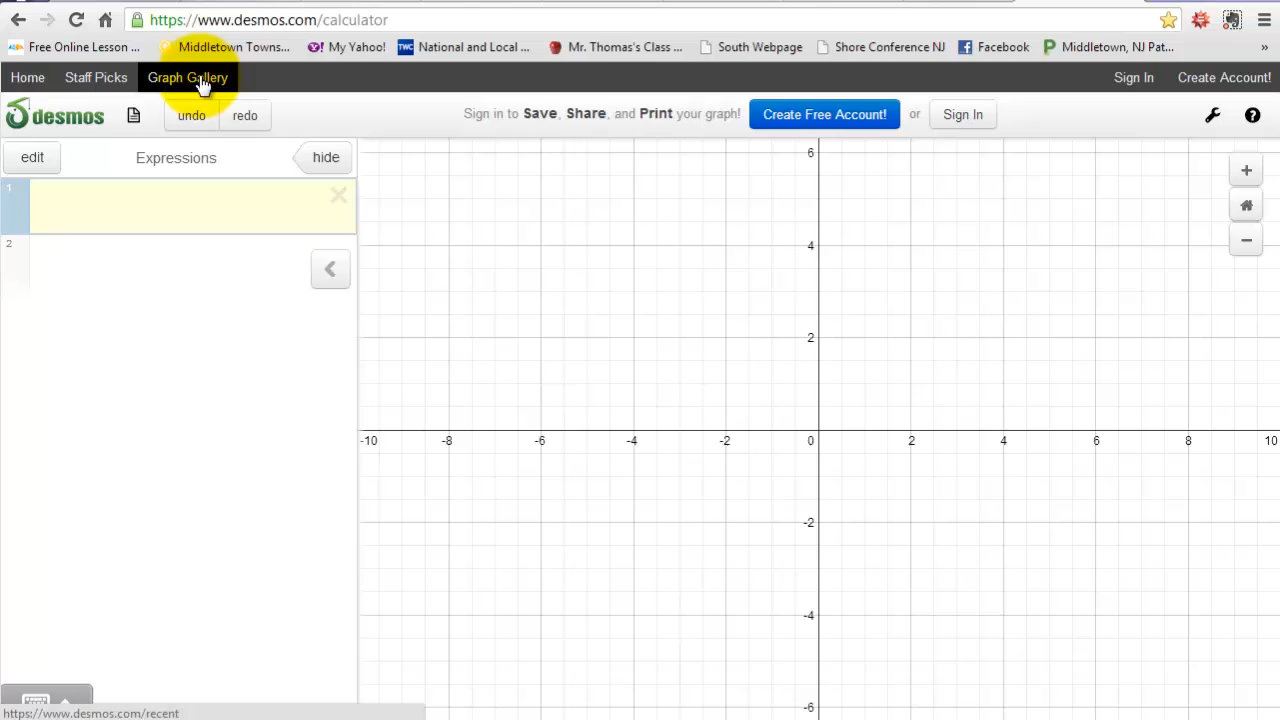 https://www.desmos.com/calculator
Free Online Lesson ... Middletown Towns... My Yahoo! TWC National and Local ... Mr. Thomas's Class ... South Webpage Shore Conference NJ Facebook Middletown, NJ Pat... »
Home Staff Picks Graph Gallery Sign In Create Account!
desmos undo redo Sign in to Save, Share, and Print your graph! Create Free Account! or Sign In ?
edit Expressions hide
1
2
6
4
2
-10 -8 -6 -4 -2 0 2 4 6 8 10
-2
-4
-6
+
−
https://www.desmos.com/recent